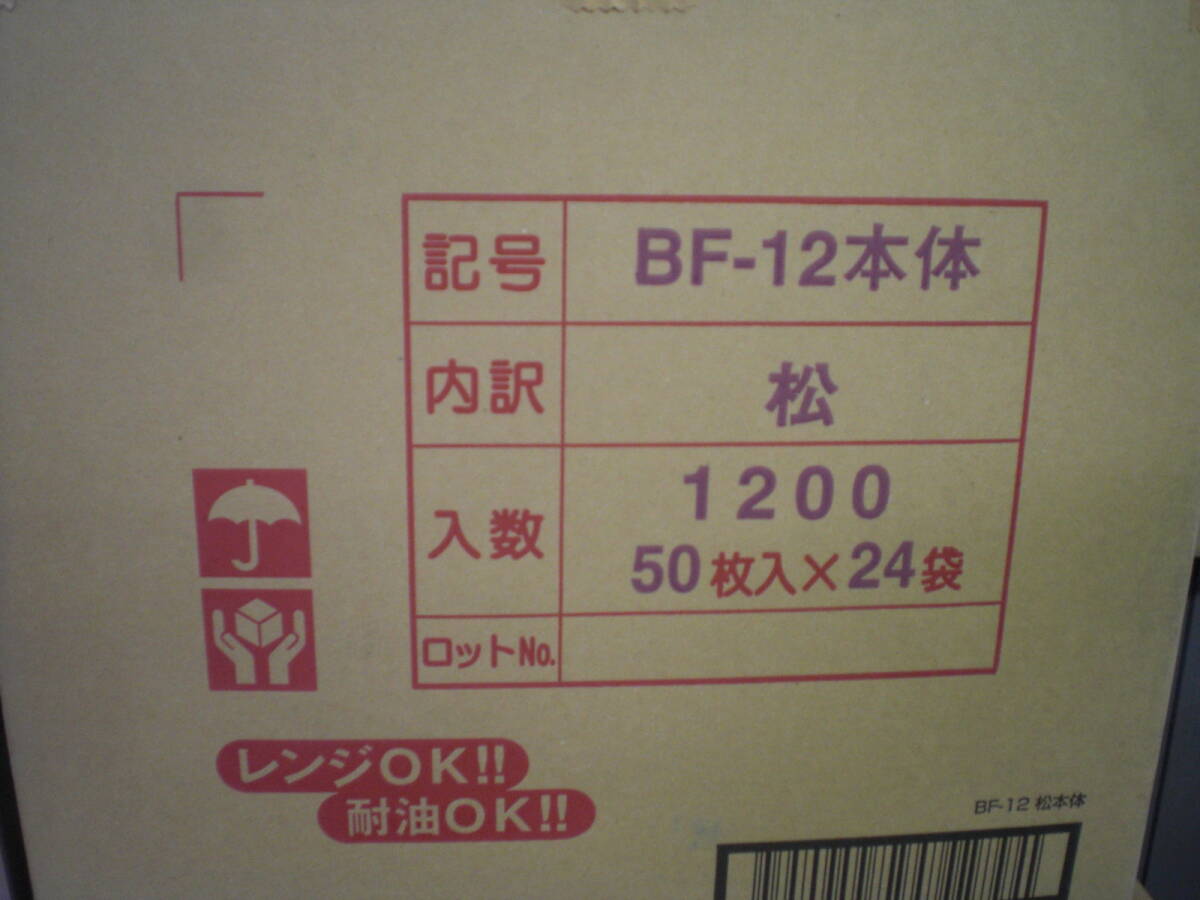 記号 BF-12本体
内訳 松
入数 1200
50枚入×24袋
ロットNo.
レンジOK!!
耐油OK!!
BF-12 松本体